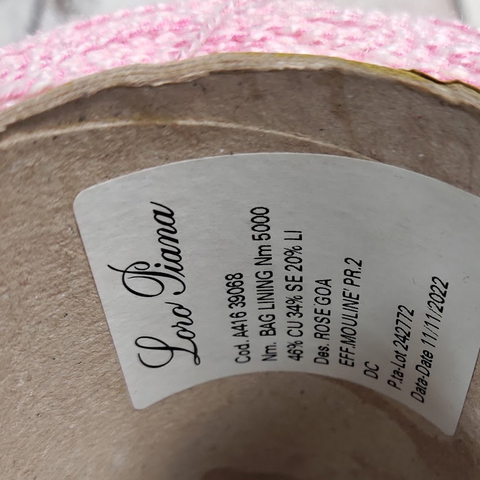 Loro Piana
Cod. A416 39068
Nm. BAG LINING Nm 5000
46% CU 34% SE 20% LI
Des. ROSE GOA
EFF.MOULINE' PR.2
DC
P.ta-Lot 242772
Data-Date 11/11/2022